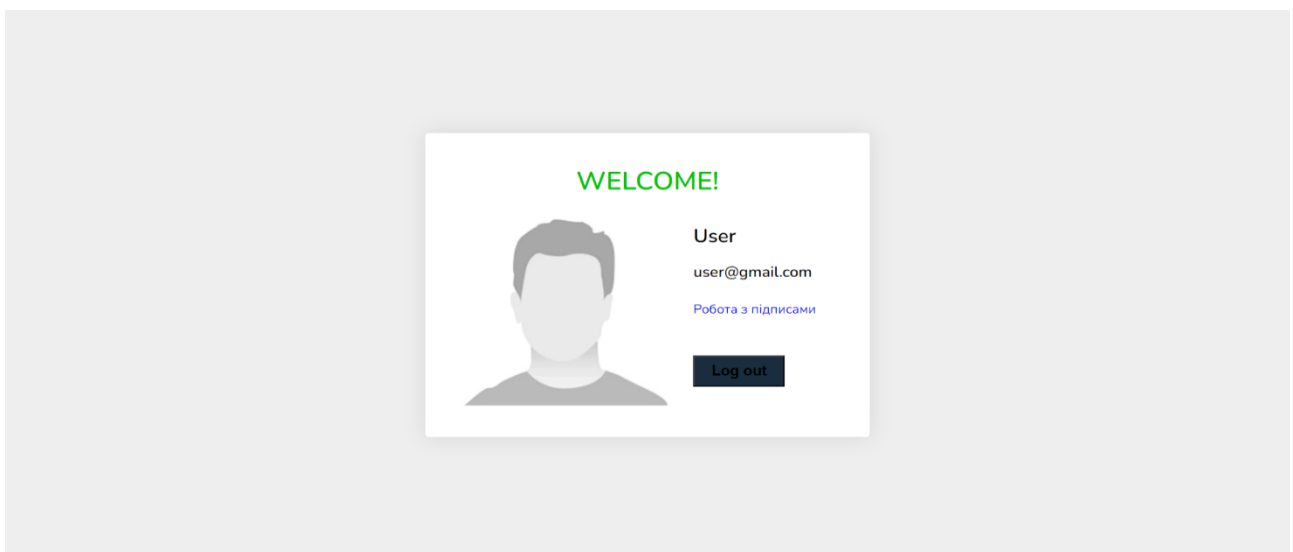 WELCOME!
User
user@gmail.com
Робота з підписами
Log out